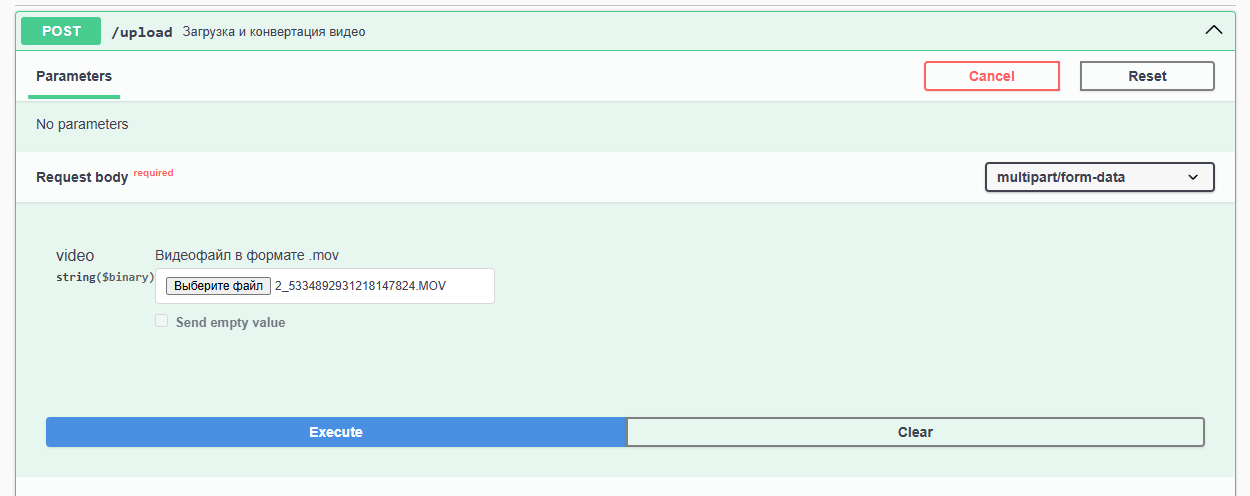 POST /upload Загрузка и конвертация видео
Parameters Cancel Reset
No parameters
Request body required multipart/form-data
video Видеофайл в формате .mov
string($binary) Выберите файл 2_5334892931218147824.MOV
Send empty value
Execute Clear